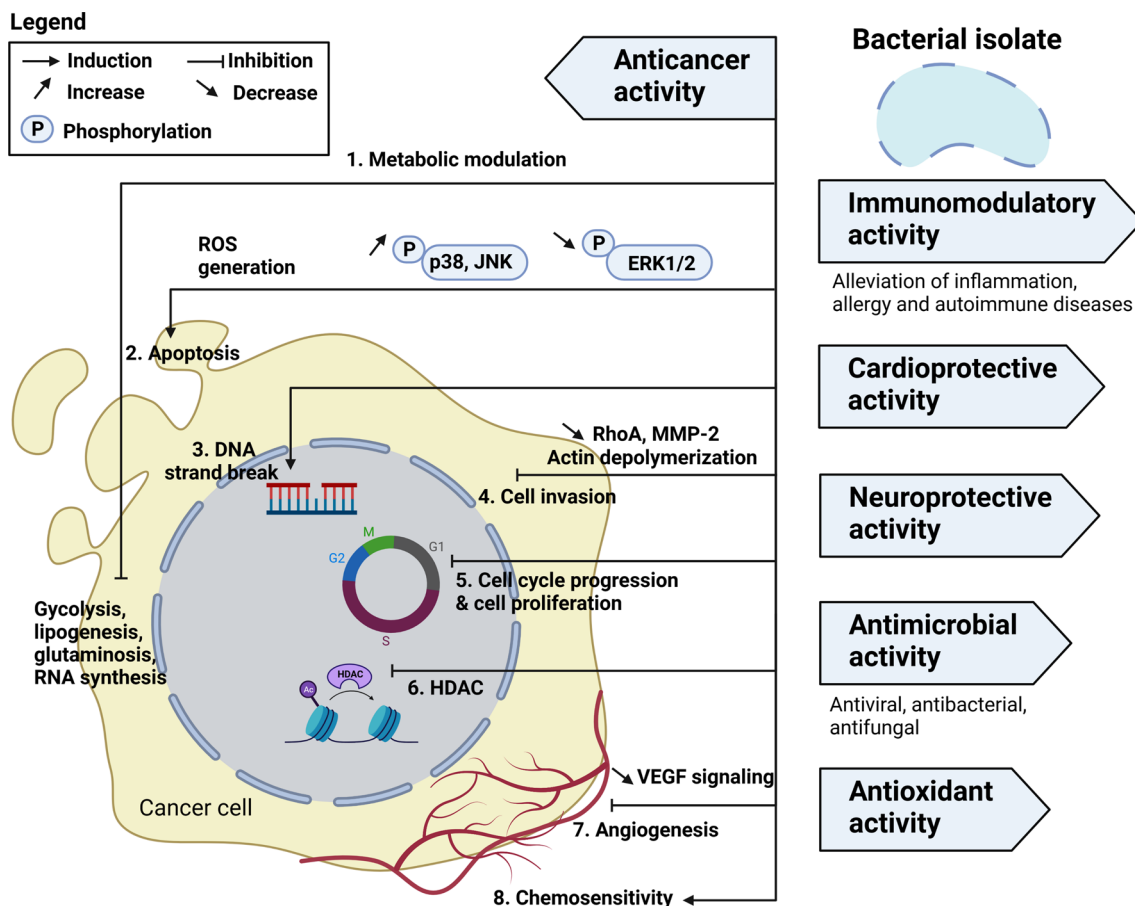 Legend
Induction
Inhibition
Increase
Decrease
P Phosphorylation
Anticancer
activity
Bacterial isolate
1. Metabolic modulation
Immunomodulatory
activity
Alleviation of inflammation,
allergy and autoimmune diseases
ROS
generation
P
p38, JNK
P
ERK1/2
2. Apoptosis
Cardioprotective
activity
RhoA, MMP-2
Actin depolymerization
3. DNA
strand break
4. Cell invasion
Neuroprotective
activity
M
G1
G2
S
5. Cell cycle progression
& cell proliferation
Gycolysis,
lipogenesis,
glutaminosis,
RNA synthesis
Antimicrobial
activity
Antiviral, antibacterial,
antifungal
HDAC
Ac
6. HDAC
VEGF signaling
7. Angiogenesis
Cancer cell
Antioxidant
activity
8. Chemosensitivity